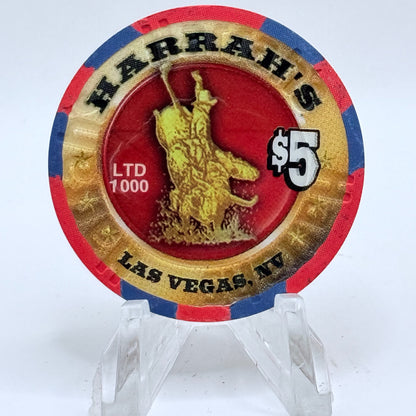 HARRAH'S
$5
LTD
1000
LAS VEGAS, NV